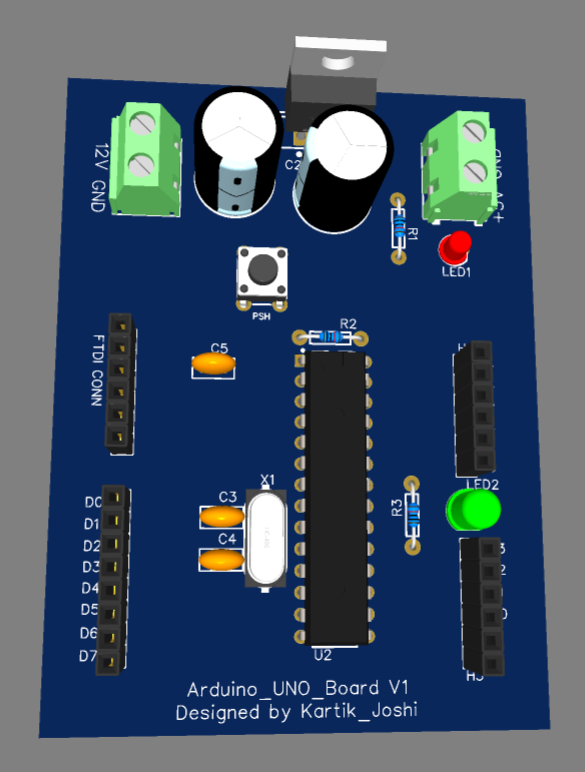 12V GND
C2
+5V GND
R1
LED1
PSH
R2
FTDI CONN
C5
X1
LED2
C3
R3
C4
D0
D1
D2
D3
D4
D5
D6
D7
U2
Arduino_UNO_Board V1
Designed by Kartik_Joshi